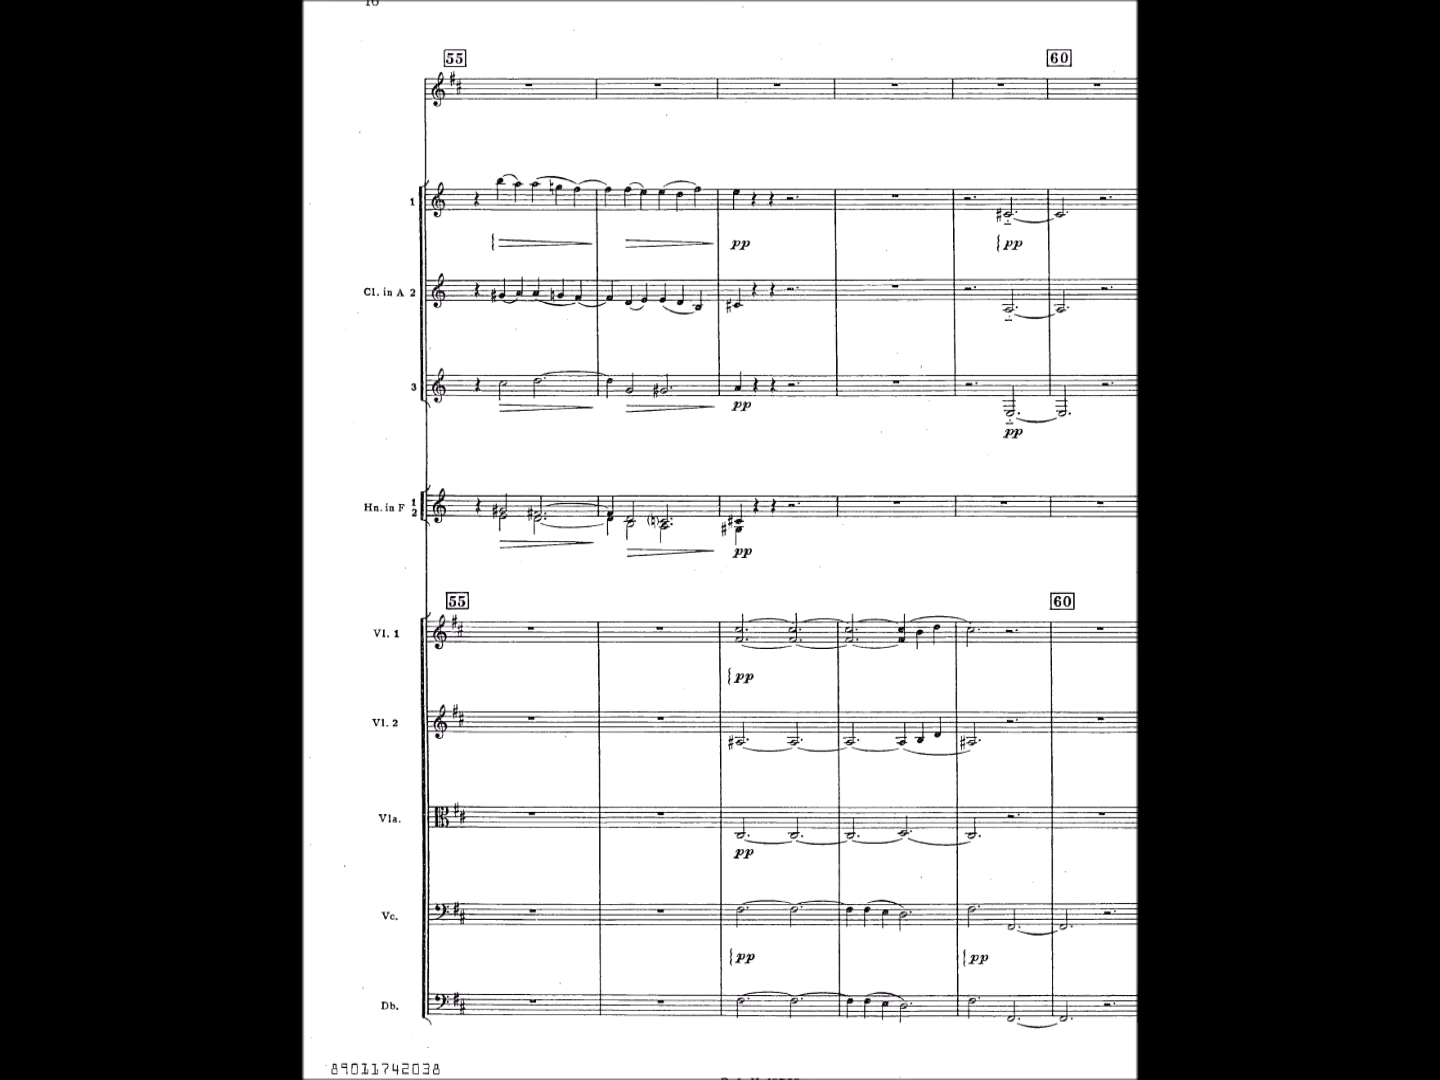 16
55 60
1
pp {pp
Cl. in A 2
3
pp
pp
Hn. in F 1
2
pp
55 60
Vl. 1
{pp
Vl. 2
Vla.
pp
Vc.
{pp {pp
Db.
89011742038